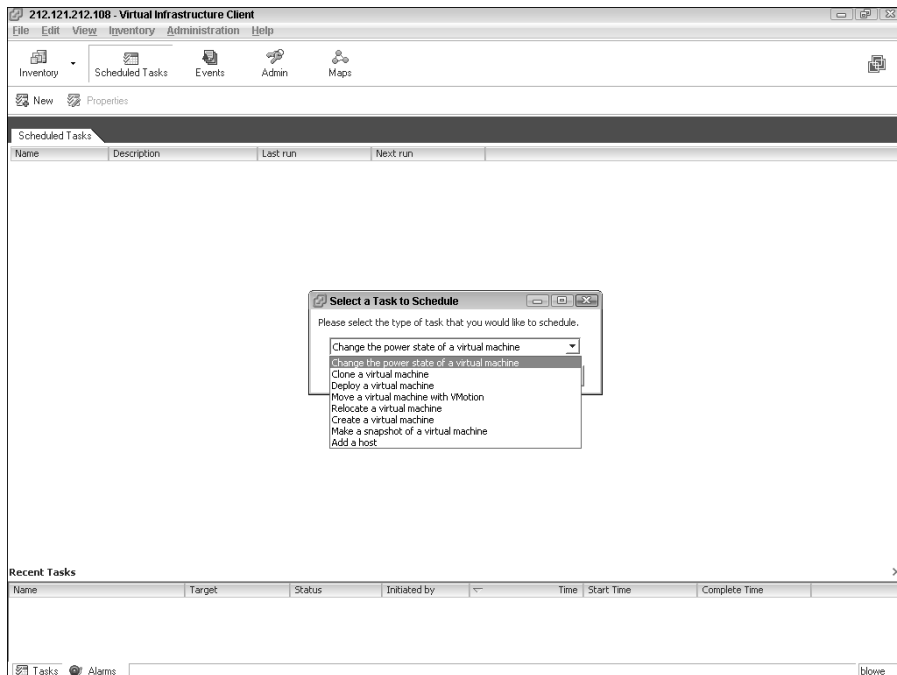 212.121.212.108 - Virtual Infrastructure Client
File Edit View Inventory Administration Help
Inventory Scheduled Tasks Events Admin Maps
New Properties
Scheduled Tasks
Name Description Last run Next run
Select a Task to Schedule
Please select the type of task that you would like to schedule.
Change the power state of a virtual machine
Change the power state of a virtual machine
Clone a virtual machine
Deploy a virtual machine
Move a virtual machine with VMotion
Relocate a virtual machine
Create a virtual machine
Make a snapshot of a virtual machine
Add a host
Recent Tasks
Name Target Status Initiated by Time Start Time Complete Time
Tasks Alarms blowe